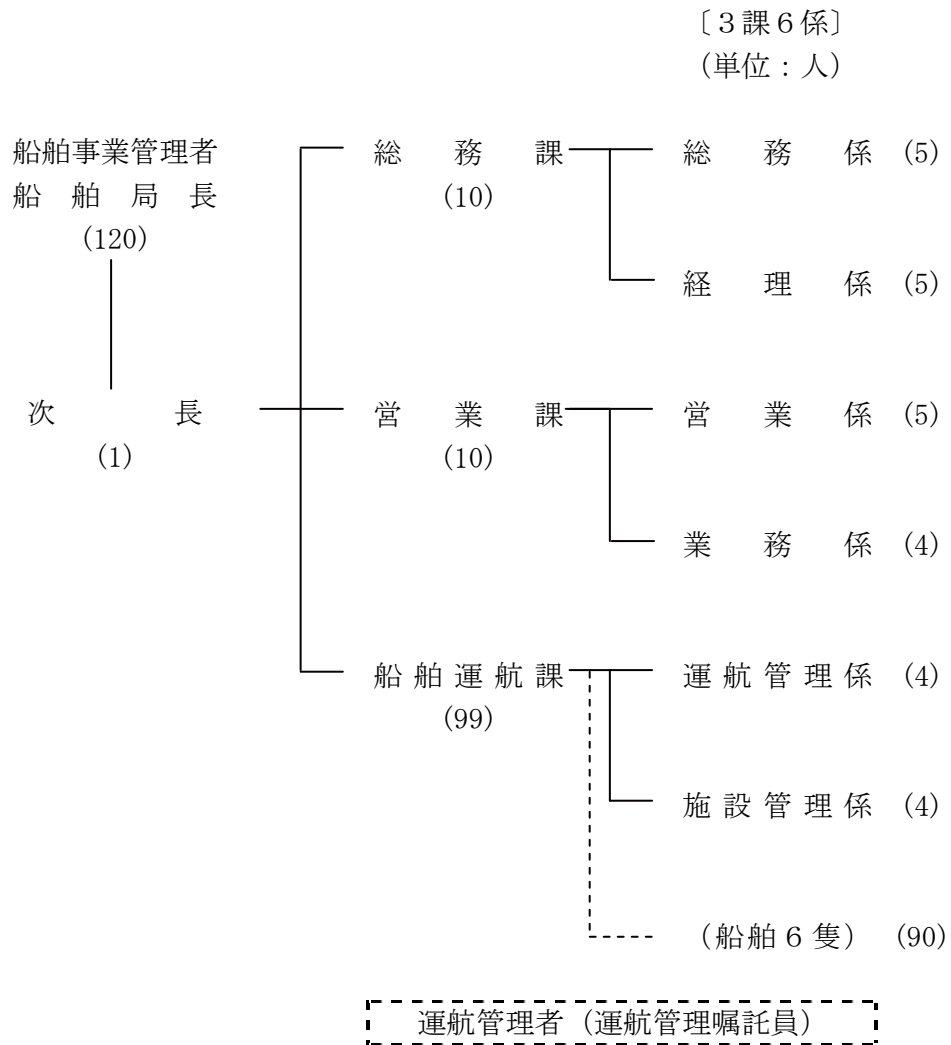 〔３課６係〕
（単位：人）
船舶事業管理者
船舶局長
(120)
次長
(1)
総務課
(10)
総務係 (5)
経理係 (5)
営業課
(10)
営業係 (5)
業務係 (4)
船舶運航課
(99)
運航管理係 (4)
施設管理係 (4)
（船舶６隻） (90)
運航管理者（運航管理嘱託員）